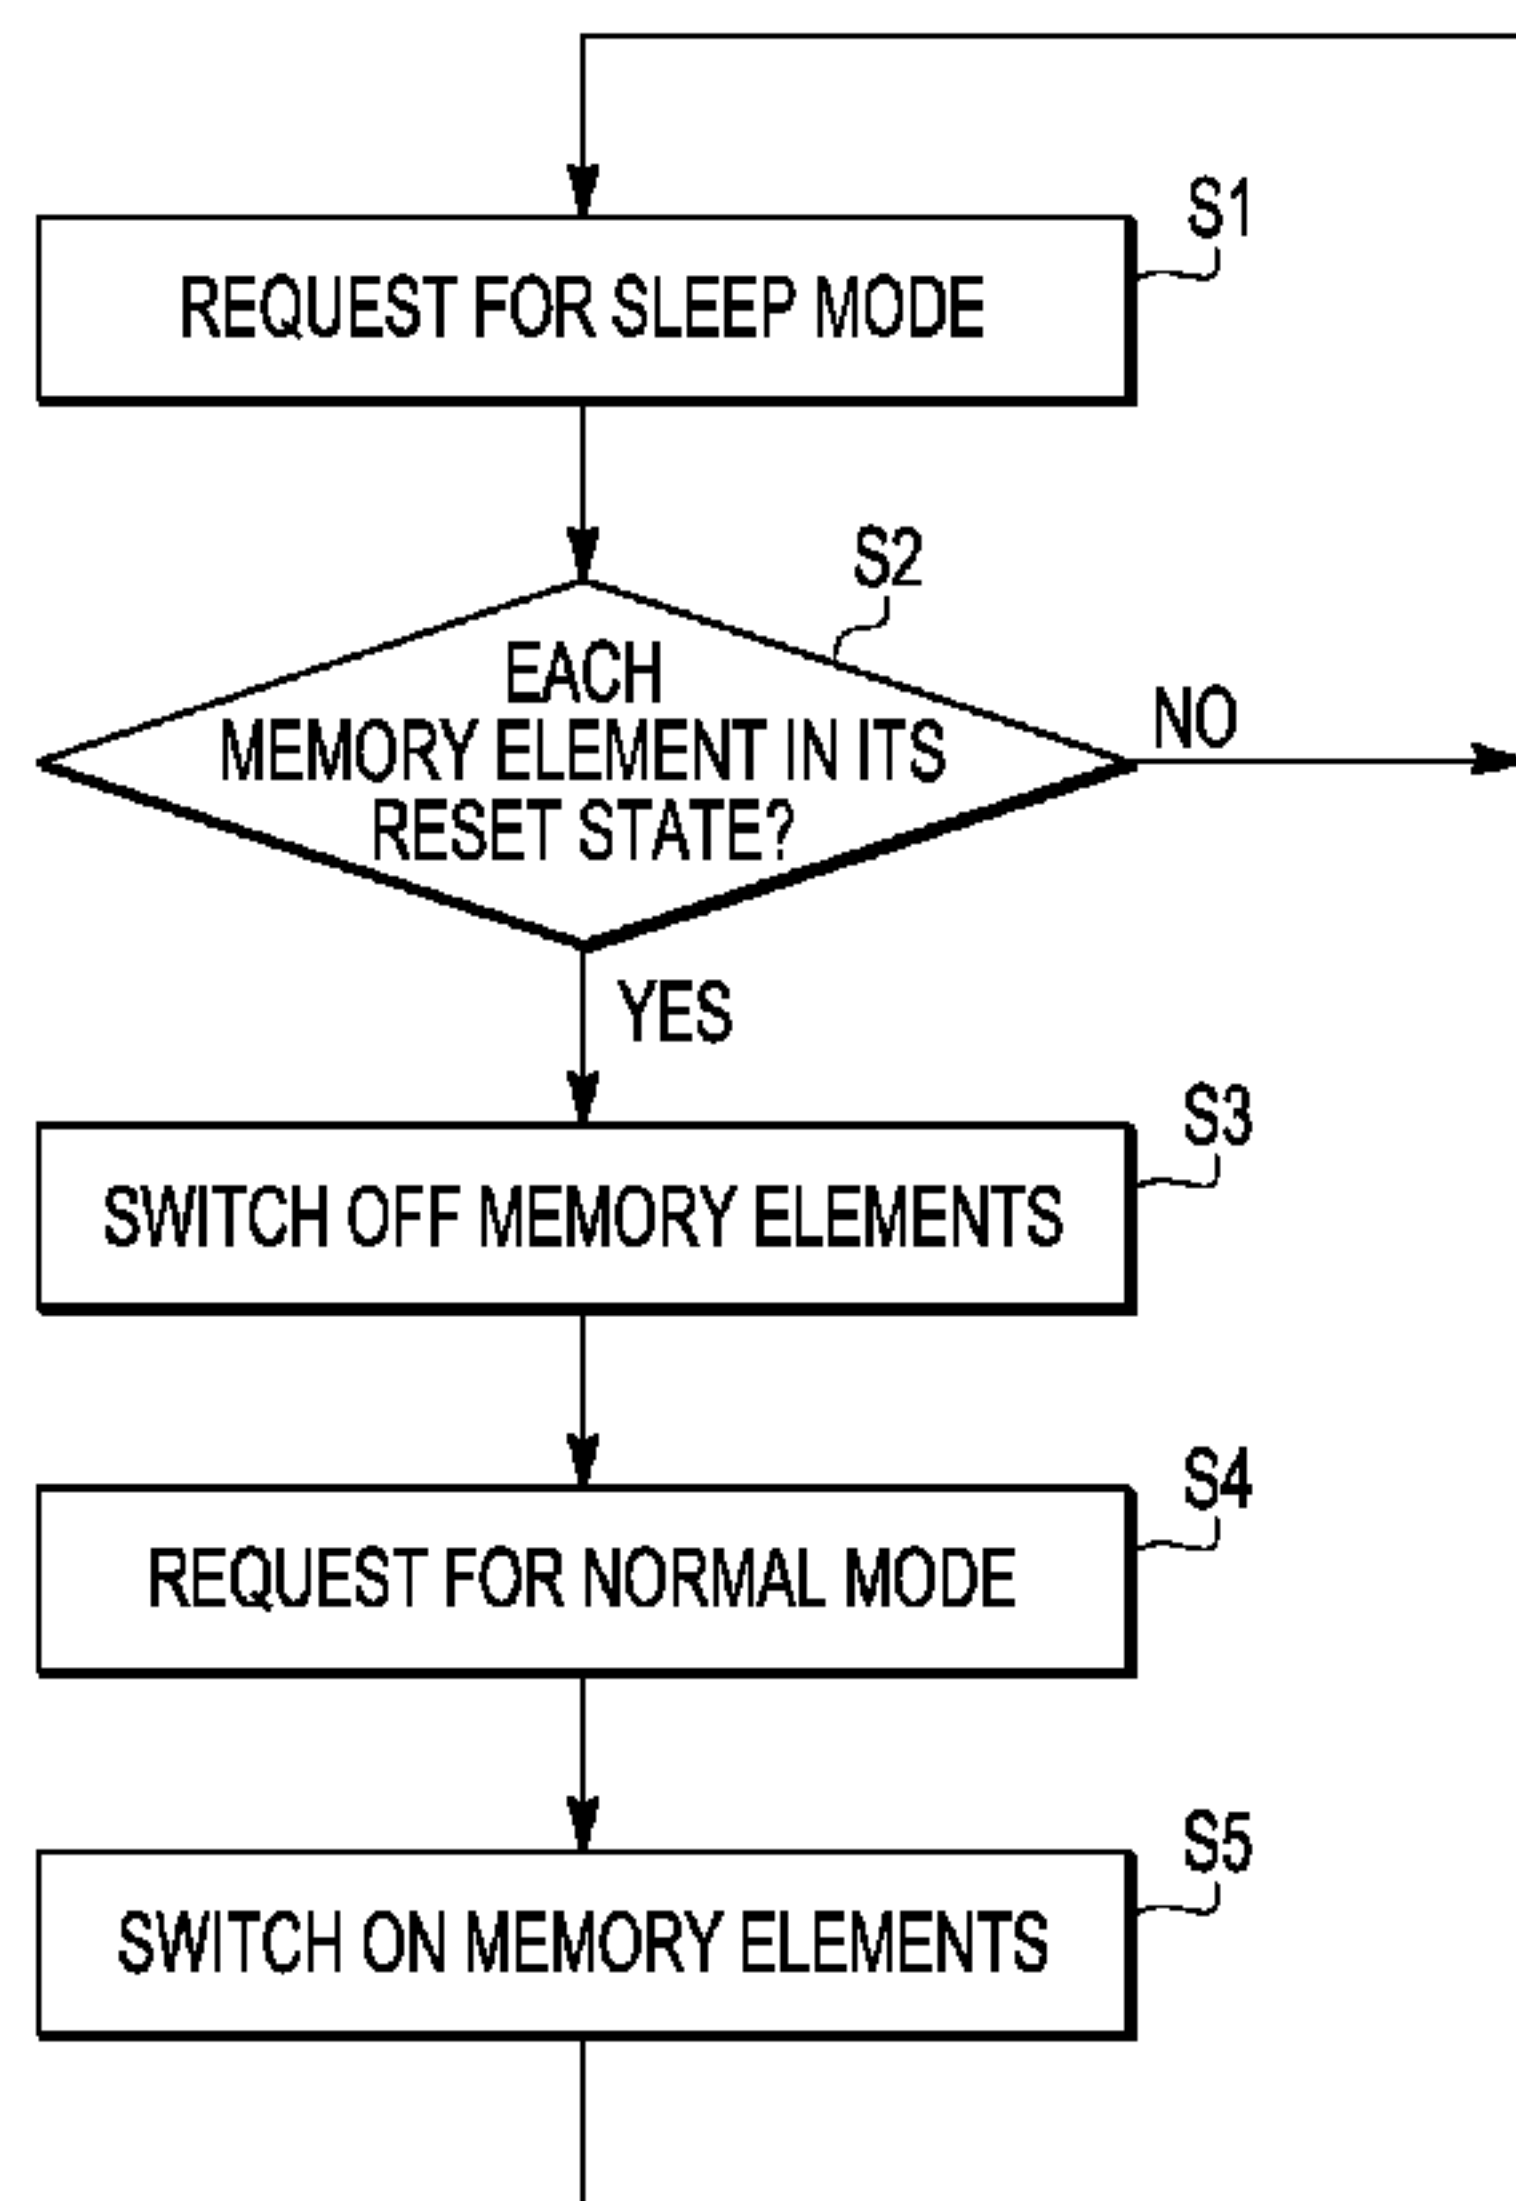 S1
REQUEST FOR SLEEP MODE
S2
EACH
MEMORY ELEMENT IN ITS
RESET STATE?
NO
YES
S3
SWITCH OFF MEMORY ELEMENTS
S4
REQUEST FOR NORMAL MODE
S5
SWITCH ON MEMORY ELEMENTS